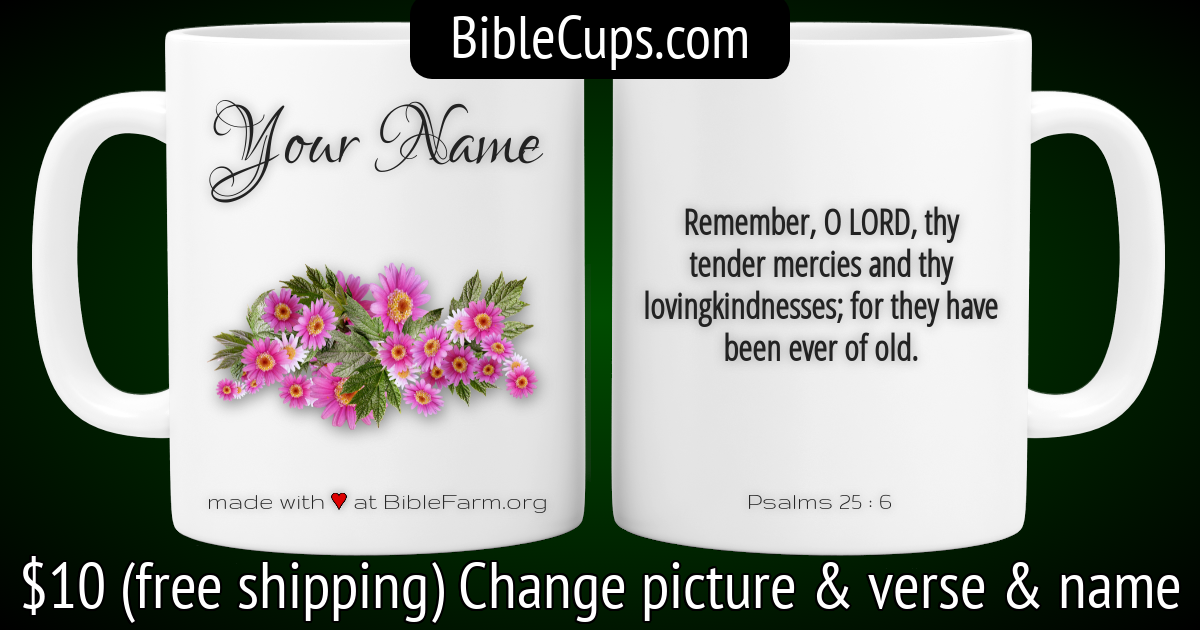 BibleCups.com
Your Name
made with ♥ at BibleFarm.org
Remember, O LORD, thy
tender mercies and thy
lovingkindnesses; for they have
been ever of old.
Psalms 25 : 6
$10 (free shipping) Change picture & verse & name